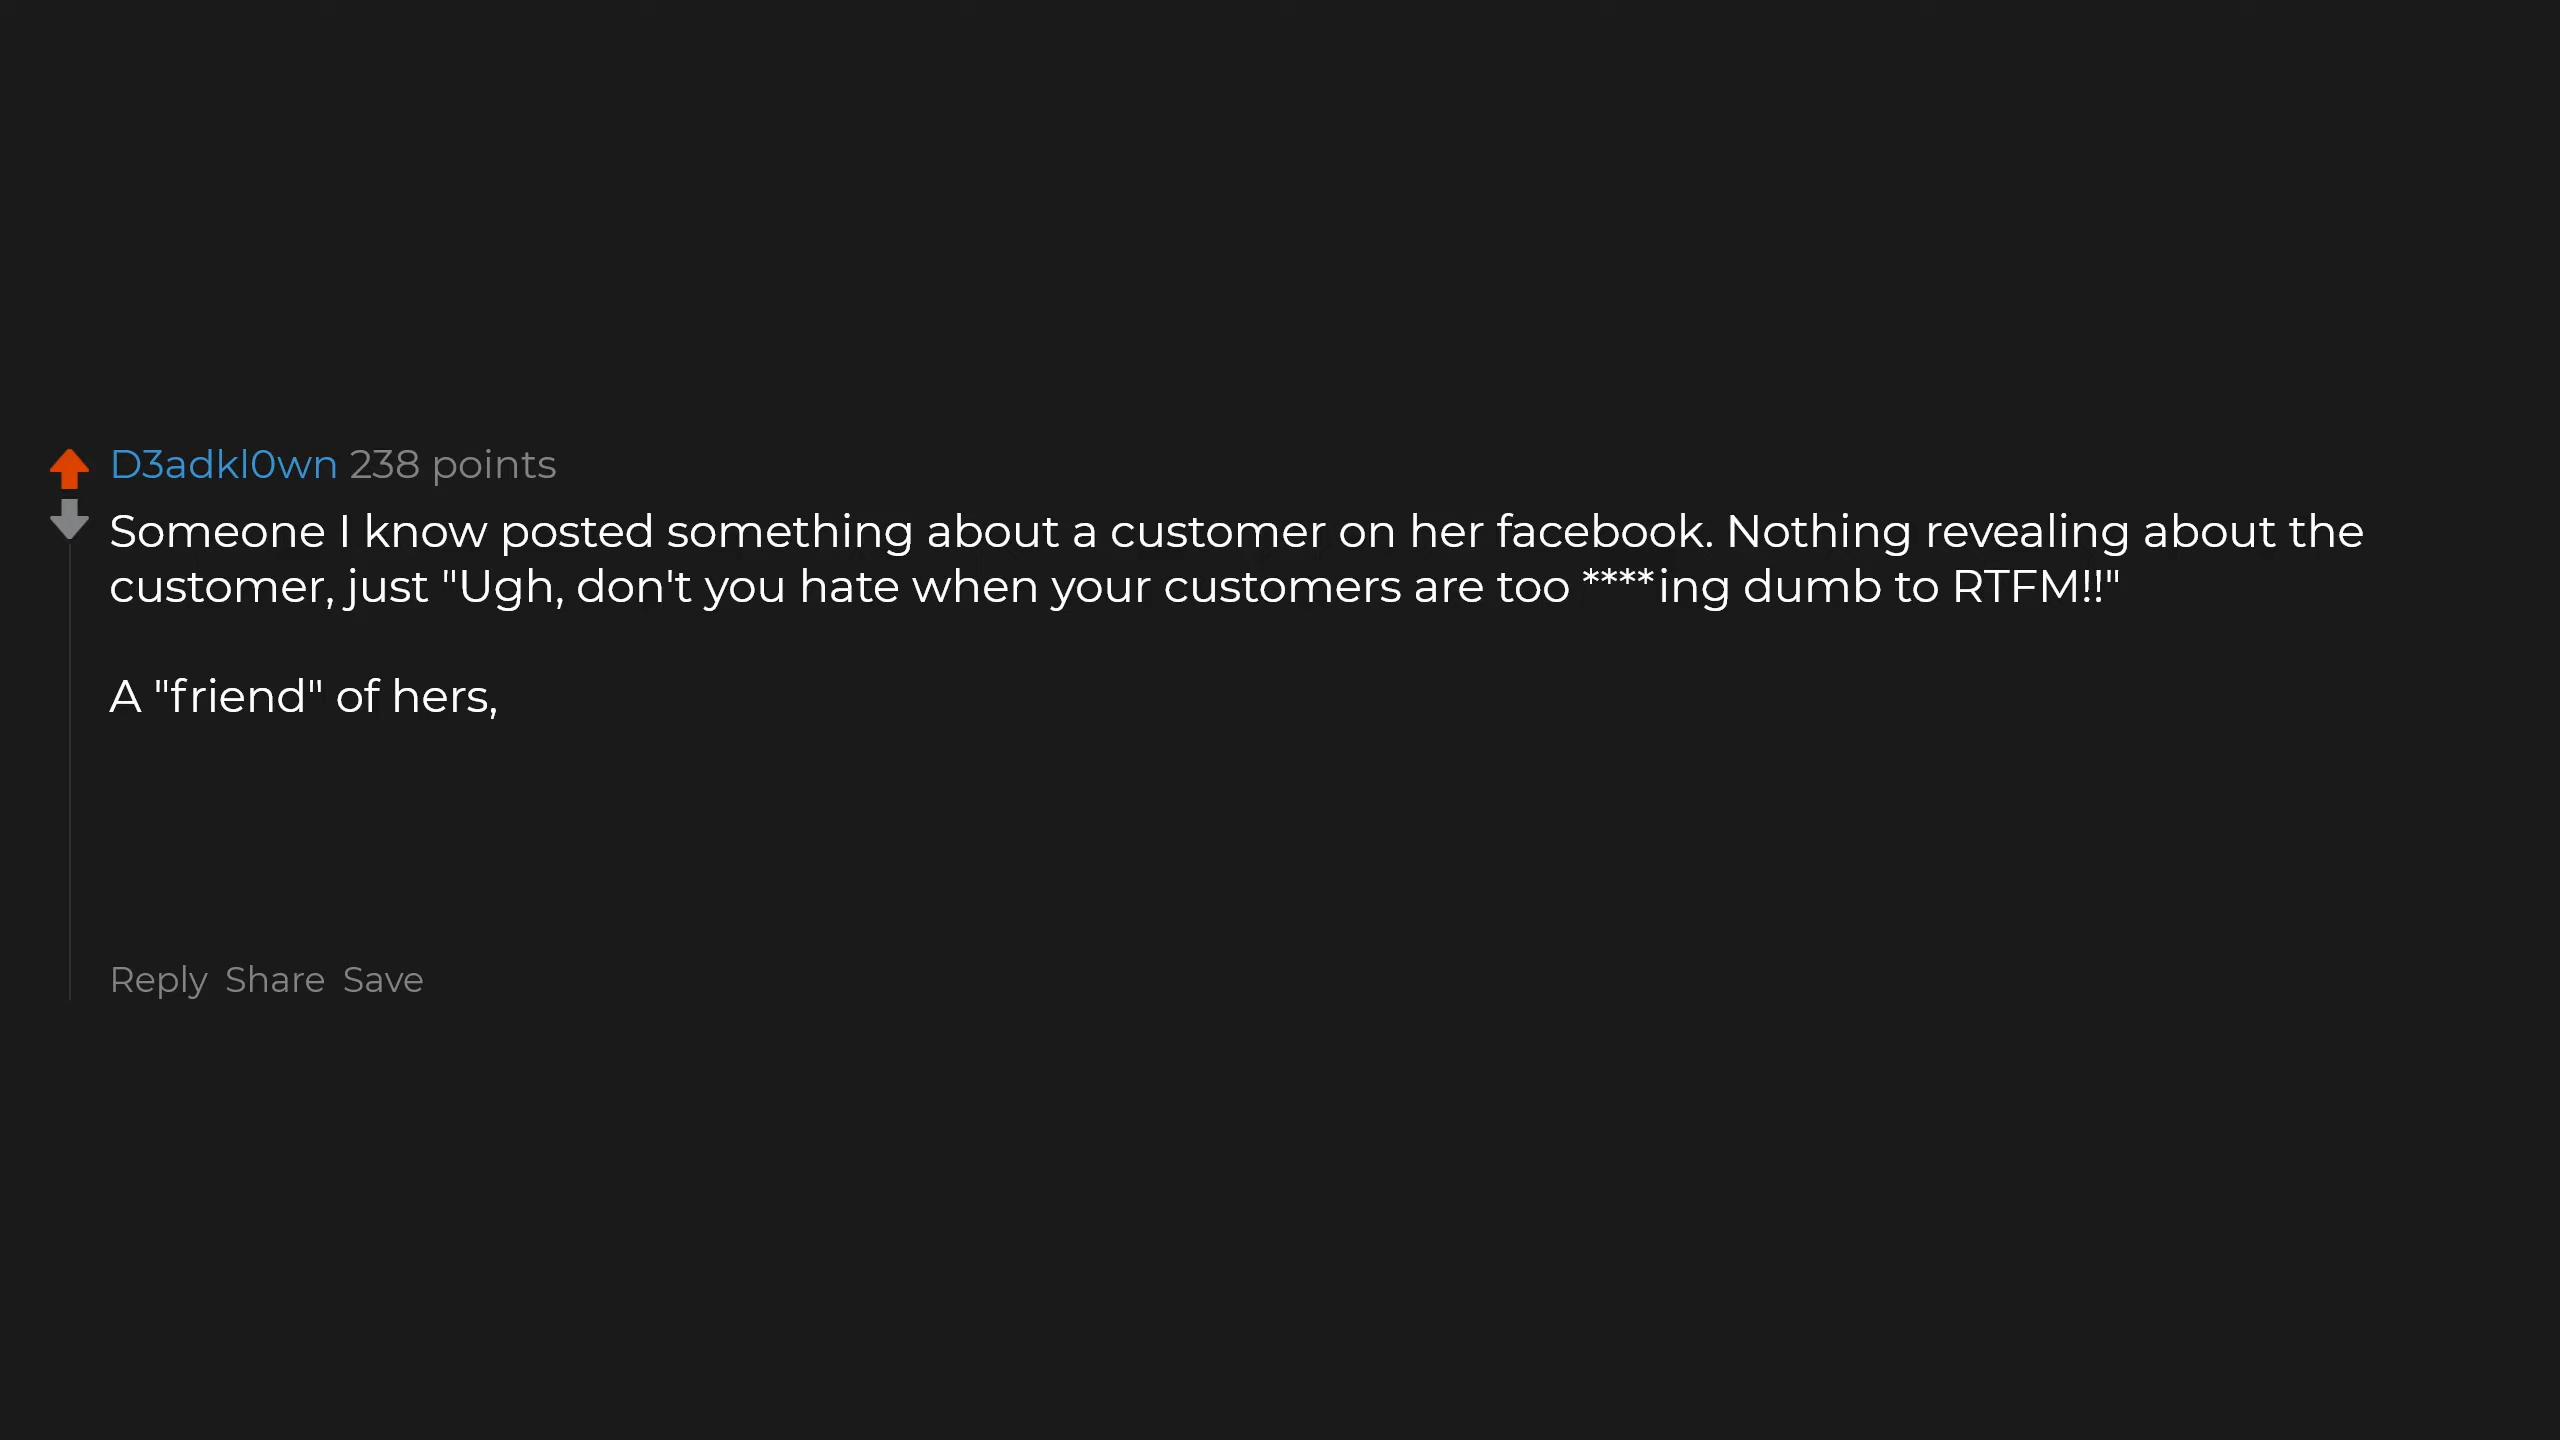 D3adkl0wn 238 points
Someone I know posted something about a customer on her facebook. Nothing revealing about the
customer, just "Ugh, don't you hate when your customers are too ****ing dumb to RTFM!!"
A "friend" of hers,
Reply Share Save